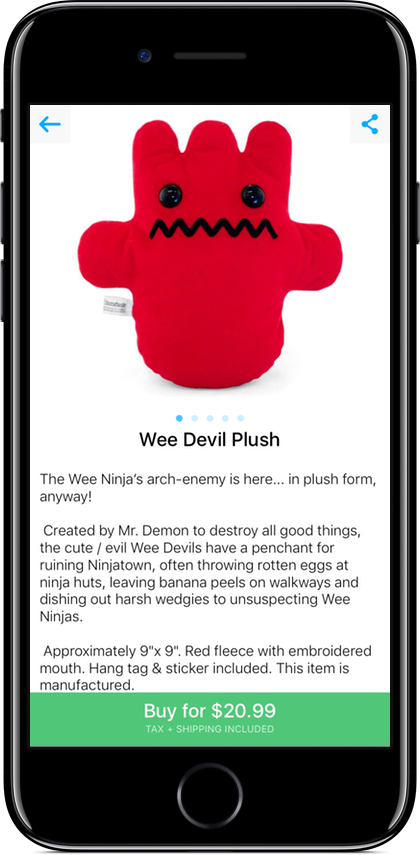 Wee Devil Plush
The Wee Ninja’s arch-enemy is here... in plush form,
anyway!
Created by Mr. Demon to destroy all good things,
the cute / evil Wee Devils have a penchant for
ruining Ninjatown, often throwing rotten eggs at
ninja huts, leaving banana peels on walkways and
dishing out harsh wedgies to unsuspecting Wee
Ninjas.
Approximately 9"x 9". Red fleece with embroidered
mouth. Hang tag & sticker included. This item is
manufactured.
Buy for $20.99
TAX + SHIPPING INCLUDED